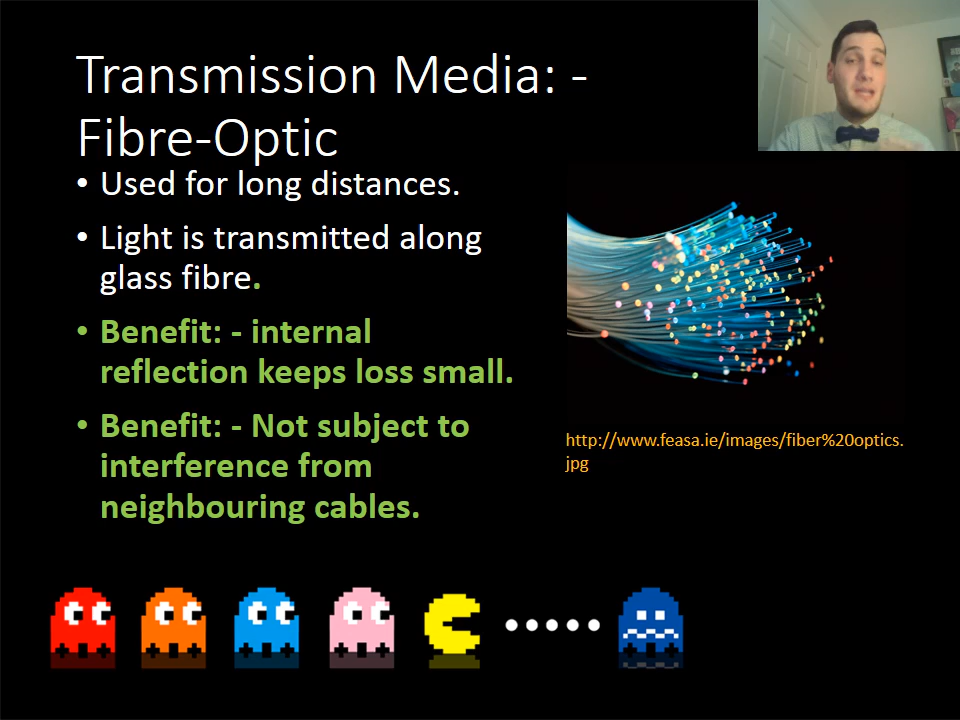 Transmission Media: -
Fibre-Optic
• Used for long distances.
• Light is transmitted along
glass fibre.
• Benefit: - internal
reflection keeps loss small.
• Benefit: - Not subject to
interference from
neighbouring cables.
http://www.feasa.ie/images/fiber%20optics.
jpg